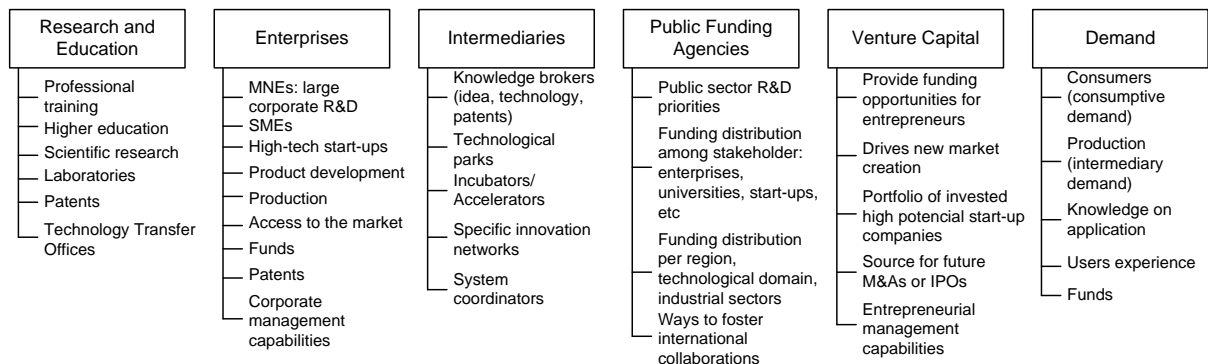 Research and
Education
Professional
training
Higher education
Scientific research
Laboratories
Patents
Technology Transfer
Offices
Enterprises
MNEs: large
corporate R&D
SMEs
High-tech start-ups
Product development
Production
Access to the market
Funds
Patents
Corporate
management
capabilities
Intermediaries
Knowledge brokers
(idea, technology,
patents)
Technological
parks
Incubators/
Accelerators
Specific innovation
networks
System
coordinators
Public Funding
Agencies
Public sector R&D
priorities
Funding distribution
among stakeholder:
enterprises,
universities, start-ups,
etc
Funding distribution
per region,
technological domain,
industrial sectors
Ways to foster
international
collaborations
Venture Capital
Provide funding
opportunities for
entrepreneurs
Drives new market
creation
Portfolio of invested
high potencial start-up
companies
Source for future
M&As or IPOs
Entrepreneurial
management
capabilities
Demand
Consumers
(consumptive
demand)
Production
(intermediary
demand)
Knowledge on
application
Users experience
Funds